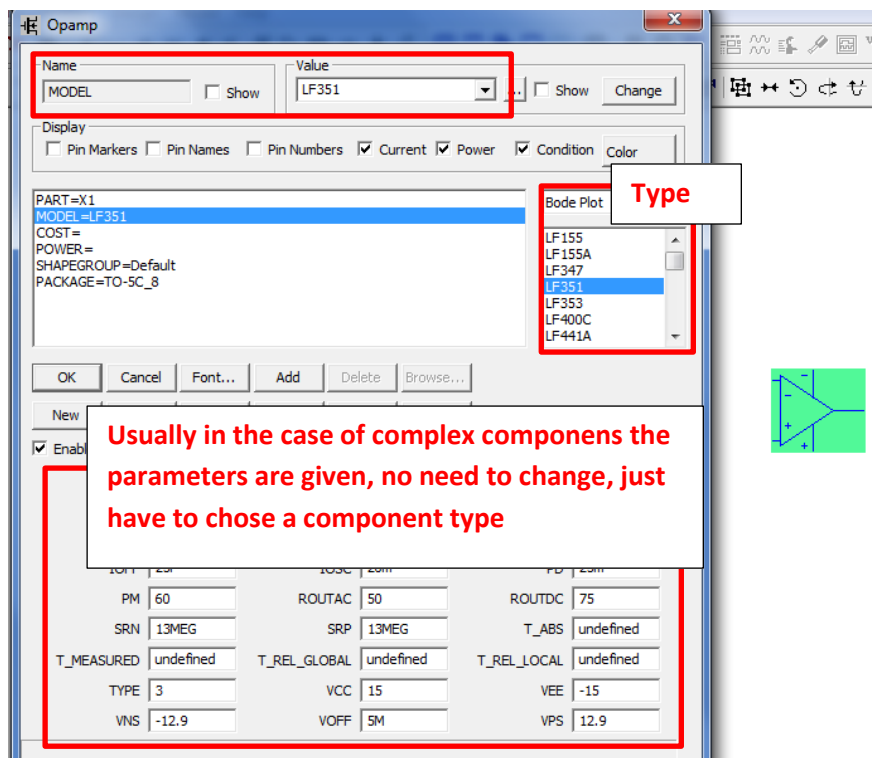 Opamp
Name
Value
MODEL
Show
LF351
...
Show
Change
Display
Pin Markers
Pin Names
Pin Numbers
Current
Power
Condition
Color
Type
PART=X1
MODEL=LF351
COST=
POWER=
SHAPEGROUP=Default
PACKAGE=TO-5C_8
Bode Plot
LF155
LF155A
LF347
LF351
LF353
LF400C
LF441A
OK
Cancel
Font...
Add
Delete
Browse...
New
Enabl
Usually in the case of complex componens the
parameters are given, no need to change, just
have to chose a component type
PM 60 ROUTAC 50 ROUTDC 75
SRN 13MEG SRP 13MEG T_ABS undefined
T_MEASURED undefined T_REL_GLOBAL undefined T_REL_LOCAL undefined
TYPE 3 VCC 15 VEE -15
VNS -12.9 VOFF 5M VPS 12.9